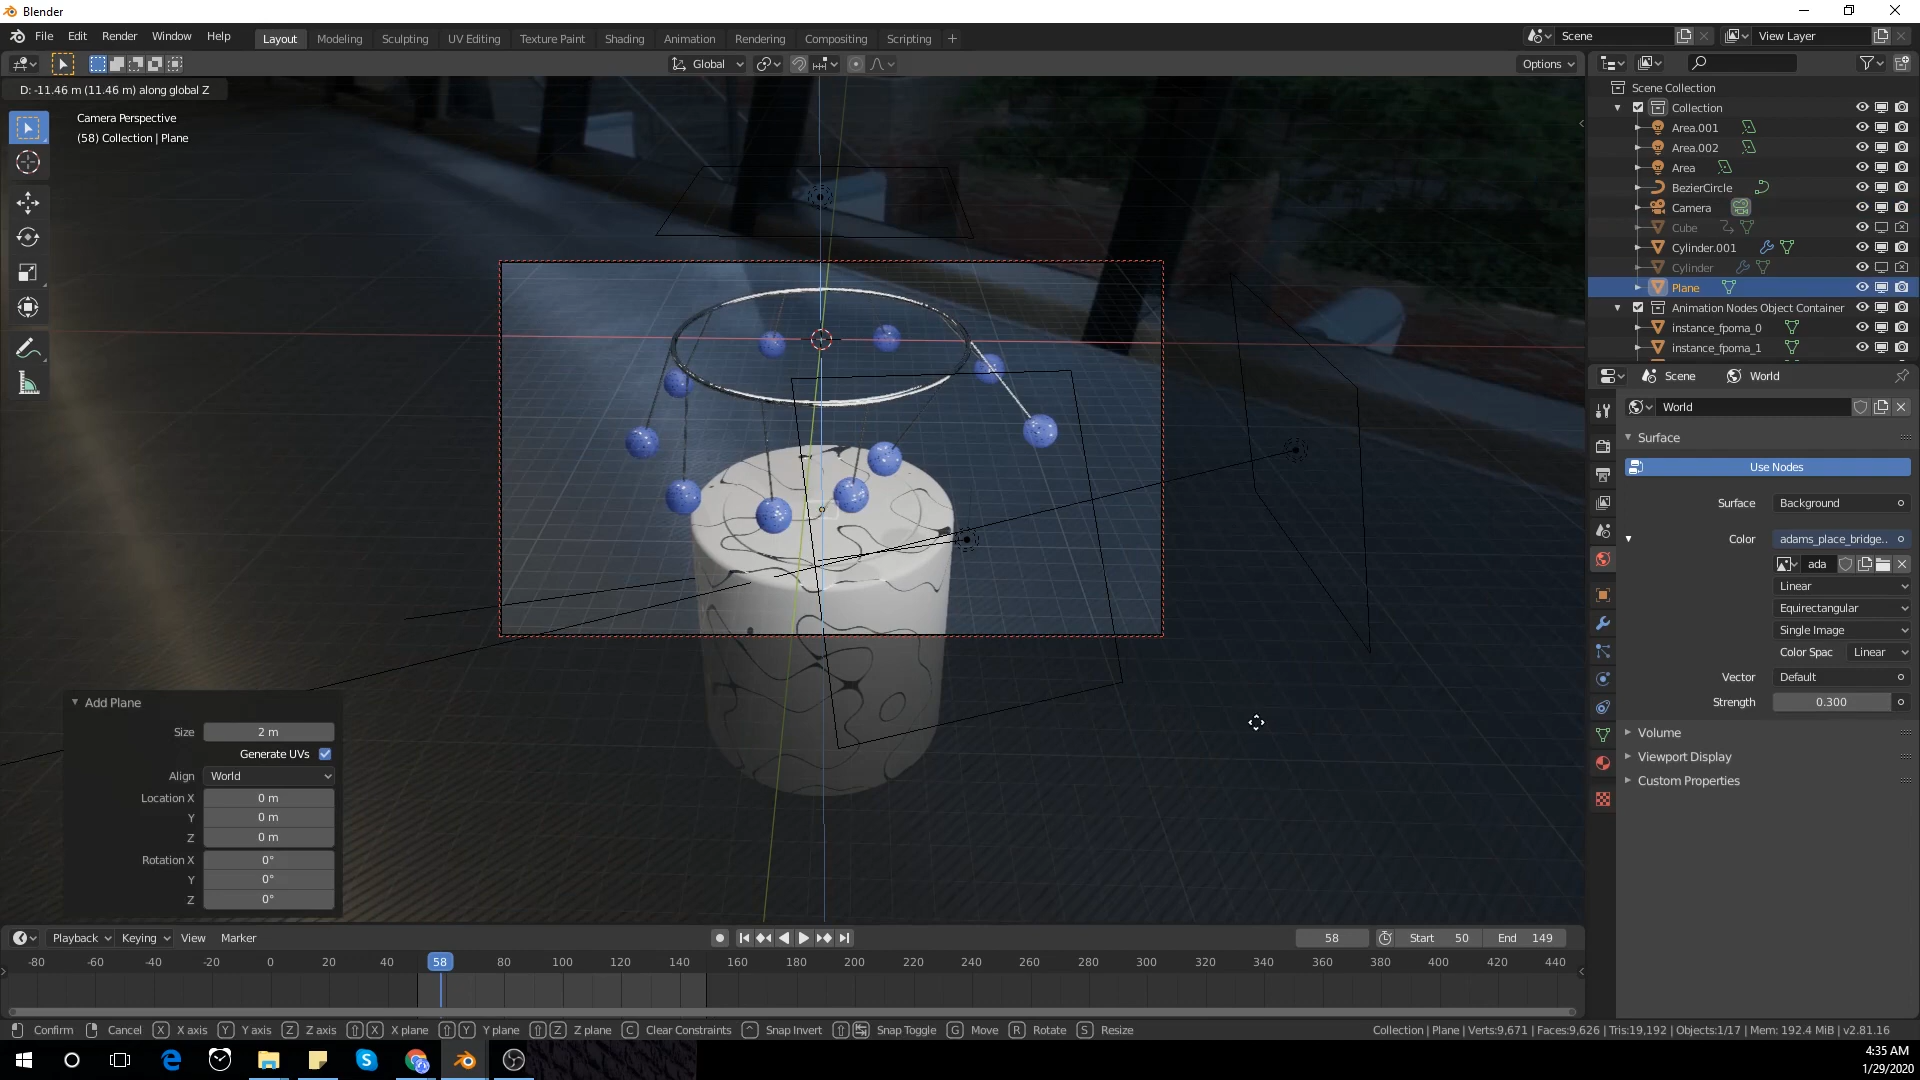 Blender
File Edit Render Window Help
Layout Modeling Sculpting UV Editing Texture Paint Shading Animation Rendering Compositing Scripting
Scene View Layer
Global Options
D: -11.46 m (11.46 m) along global Z
Camera Perspective
(58) Collection | Plane
Scene Collection
Collection
Area.001
Area.002
Area
BezierCircle
Camera
Cube
Cylinder.001
Cylinder
Plane
Animation Nodes Object Container
instance_fpoma_0
instance_fpoma_1
Scene World
World
Surface
Use Nodes
Surface Background
Color adams_place_bridge..
ada
Linear
Equirectangular
Single Image
Color Spac Linear
Vector Default
Strength 0.300
Volume
Viewport Display
Custom Properties
Add Plane
Size 2 m
Generate UVs
Align World
Location X 0 m
Y 0 m
Z 0 m
Rotation X 0°
Y 0°
Z 0°
Playback Keying View Marker 58 Start 50 End 149
-80 -60 -40 -20 0 20 40 58 80 100 120 140 160 180 200 220 240 260 280 300 320 340 360 380 400 420 440
Confirm Cancel X X axis Y Y axis Z Z axis X X plane Y Y plane Z Z plane C Clear Constraints Snap Invert Snap Toggle G Move R Rotate S Resize Collection | Plane | Verts:9,671 | Faces:9,626 | Tris:19,192 | Objects:1/17 | Mem: 192.4 MiB | v2.81.16
4:35 AM
1/29/2020